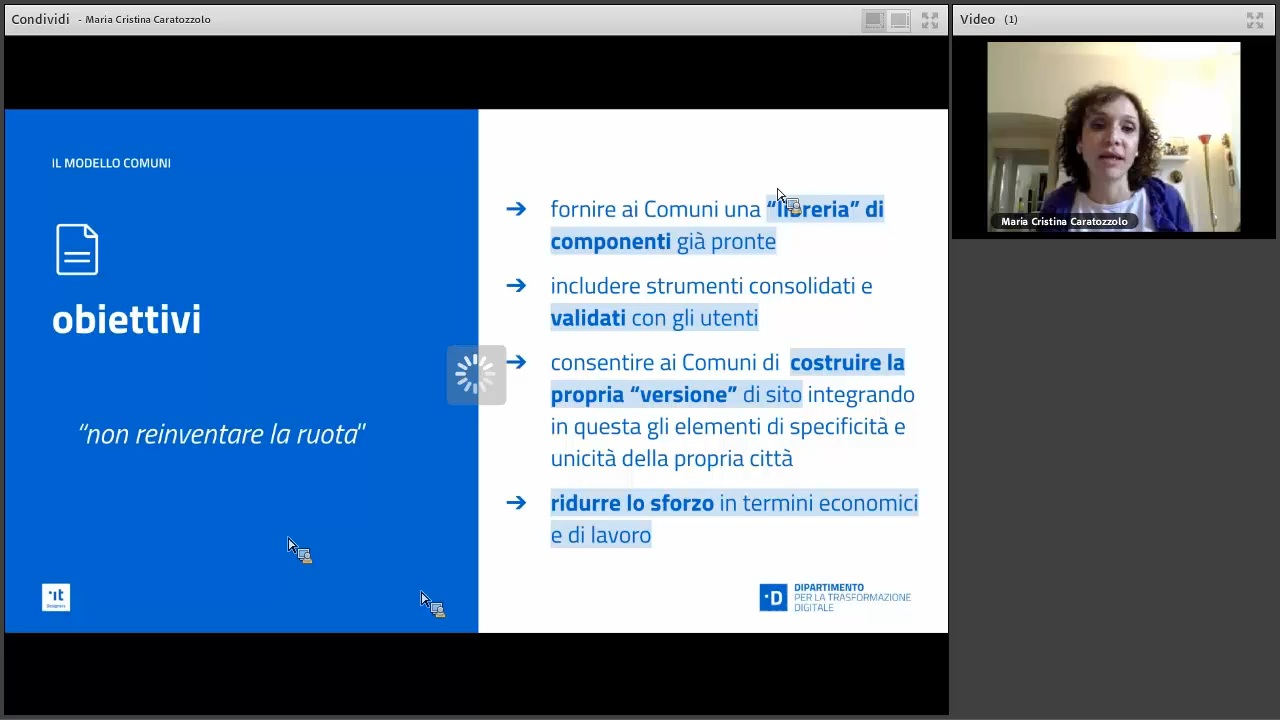 Condividi - Maria Cristina Caratozzolo
Video (1)
Maria Cristina Caratozzolo
IL MODELLO COMUNI
obiettivi
“non reinventare la ruota"
fornire ai Comuni una “libreria” di
componenti già pronte
includere strumenti consolidati e
validati con gli utenti
consentire ai Comuni di costruire la
propria “versione” di sito integrando
in questa gli elementi di specificità e
unicità della propria città
ridurre lo sforzo in termini economici
e di lavoro
·it
Designers
·D
DIPARTIMENTO
PER LA TRASFORMAZIONE
DIGITALE